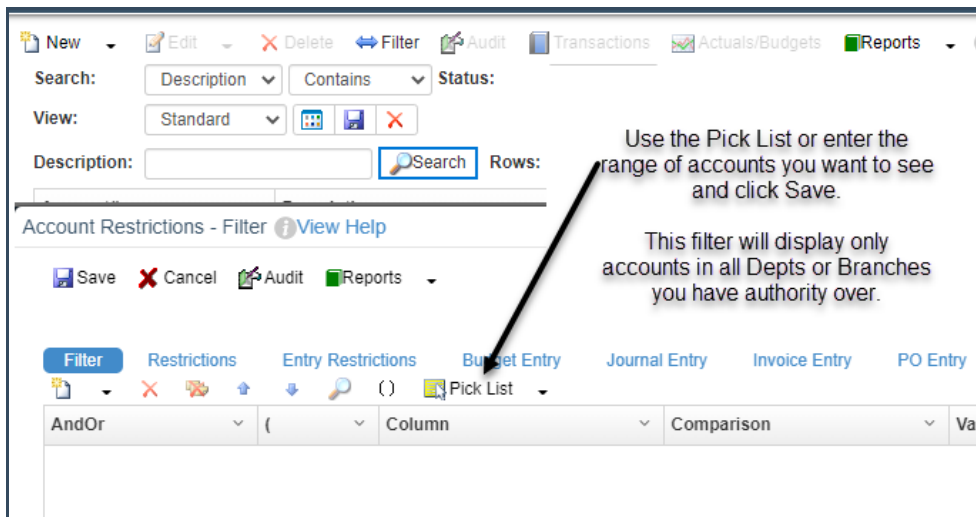 New Edit Delete Filter Audit Transactions Actuals/Budgets Reports
Search: Description Contains Status:
View: Standard
Description: Search Rows:
Use the Pick List or enter the
range of accounts you want to see
and click Save.
This filter will display only
accounts in all Depts or Branches
you have authority over.
Account Restrictions - Filter View Help
Save Cancel Audit Reports
Filter Restrictions Entry Restrictions Budget Entry Journal Entry Invoice Entry PO Entry
( ) Pick List
AndOr ( Column Comparison Va